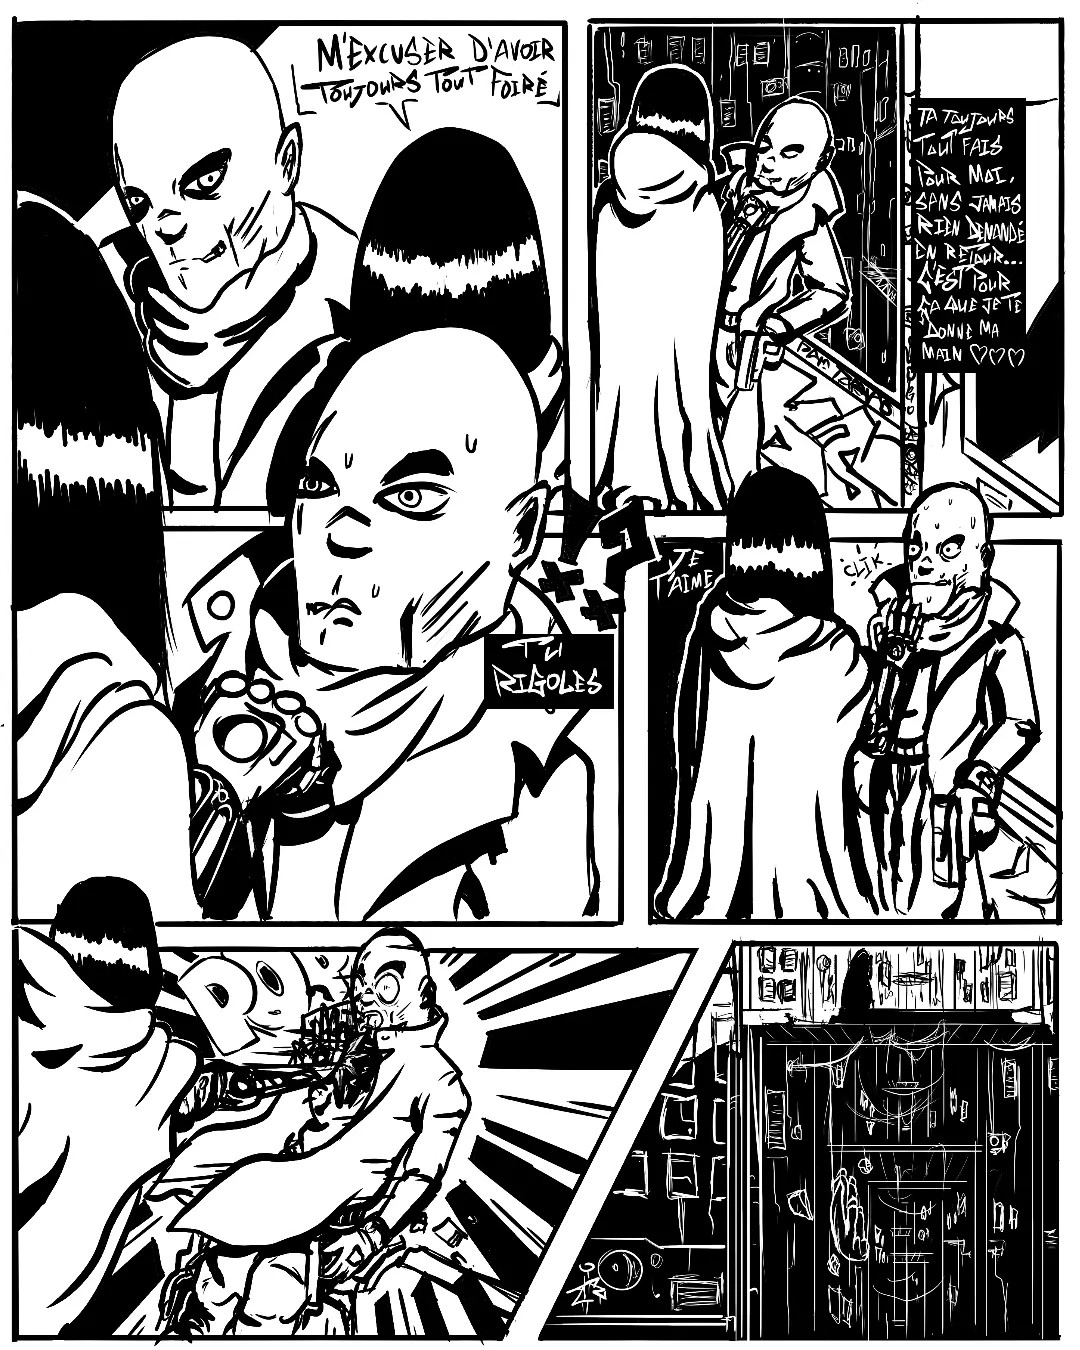 M'EXCUSER D'AVOIR
TOUJOURS TOUT FOIRÉ
TA TOUJOURS
TOUT FAIS
POUR MOI,
SANS JAMAIS
RIEN DEMANDÉ
EN RETOUR...
C'EST POUR
ÇA QUE JE TE
DONNE MA
MAIN ♡♡♡
TU
RIGOLES
JE
T'AIME
CLIK